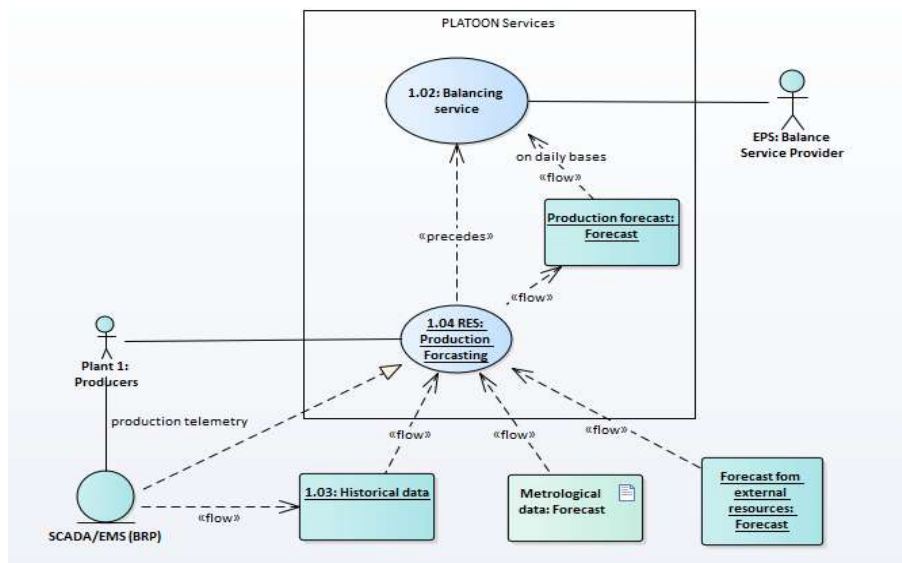 PLATOON Services
1.02: Balancing
service
EPS: Balance
Service Provider
on daily bases
«flow»
Production forecast:
Forecast
«precedes»
«flow»
1.04 RES:
Production
Forcasting
Plant 1:
Producers
production telemetry
«flow»
«flow»
«flow»
1.03: Historical data
Metrological
data: Forecast
Forecast fom
external
resources:
Forecast
«flow»
SCADA/EMS (BRP)